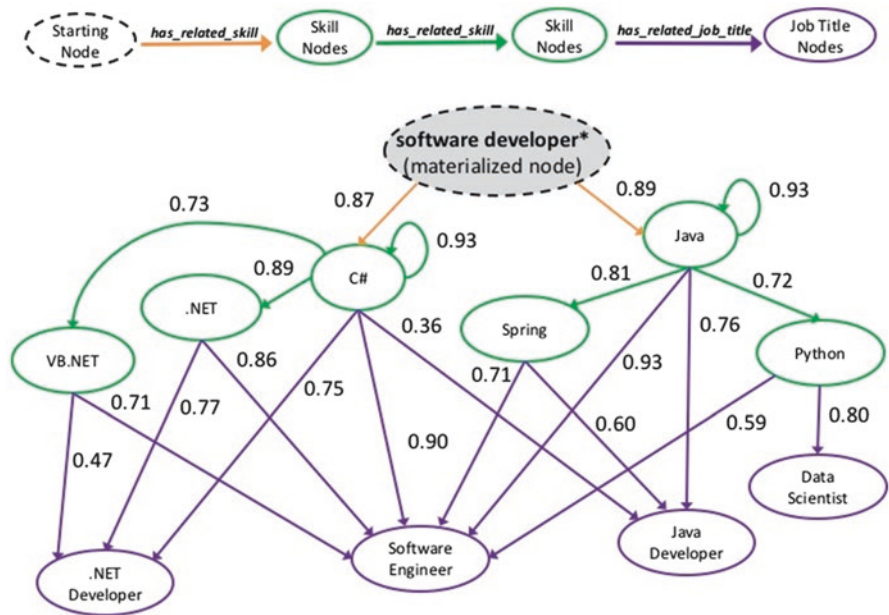 Starting
Node
has_related_skill
Skill
Nodes
has_related_skill
Skill
Nodes
has_related_job_title
Job Title
Nodes
software developer*
(materialized node)
0.87
0.89
0.93
0.73
0.93
Java
0.89
C#
0.81
0.72
.NET
0.36
Spring
0.76
VB.NET
0.86
Python
0.75
0.71
0.93
0.71
0.77
0.60
0.59
0.80
0.47
0.90
Data
Scientist
Software
Engineer
Java
Developer
.NET
Developer